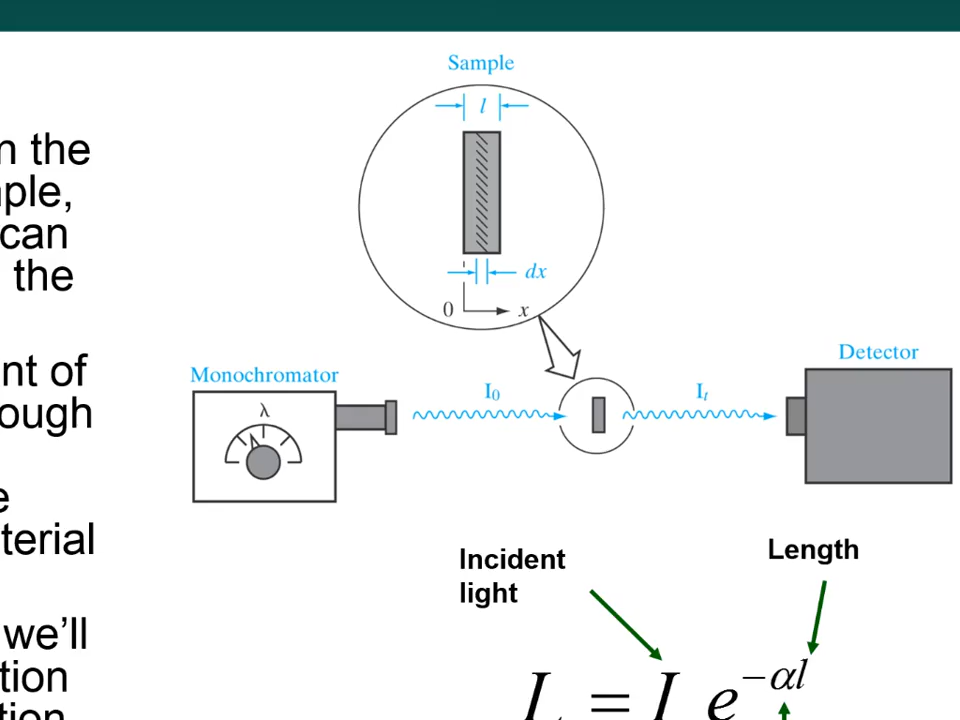 n the
ple,
can
the
nt of
ough
e
terial
we'll
tion
Sample
l
dx
0 x
Monochromator
λ
I0
It
Detector
Incident
light
Length
I = I e^-αl